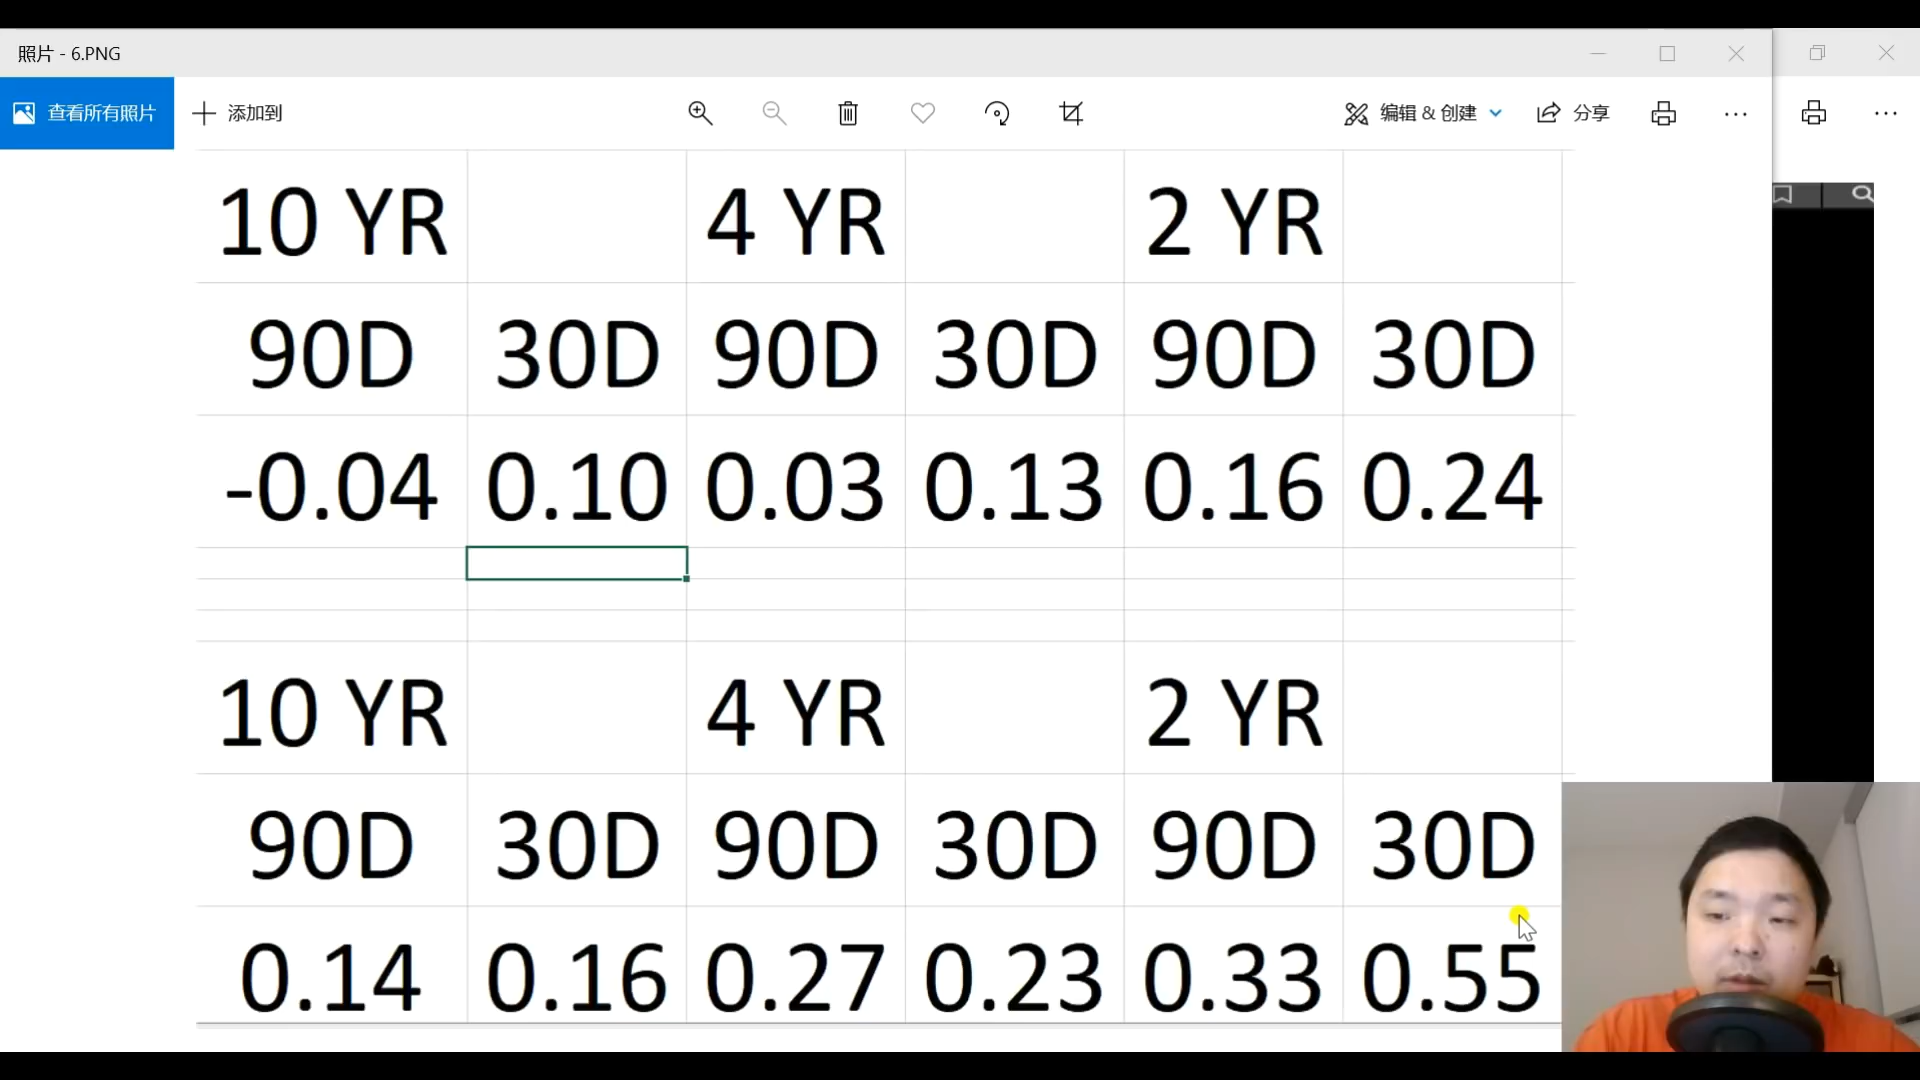 照片 - 6.PNG
查看所有照片 添加到 编辑 & 创建 分享
10 YR 4 YR 2 YR
90D 30D 90D 30D 90D 30D
-0.04 0.10 0.03 0.13 0.16 0.24
10 YR 4 YR 2 YR
90D 30D 90D 30D 90D 30D
0.14 0.16 0.27 0.23 0.33 0.55